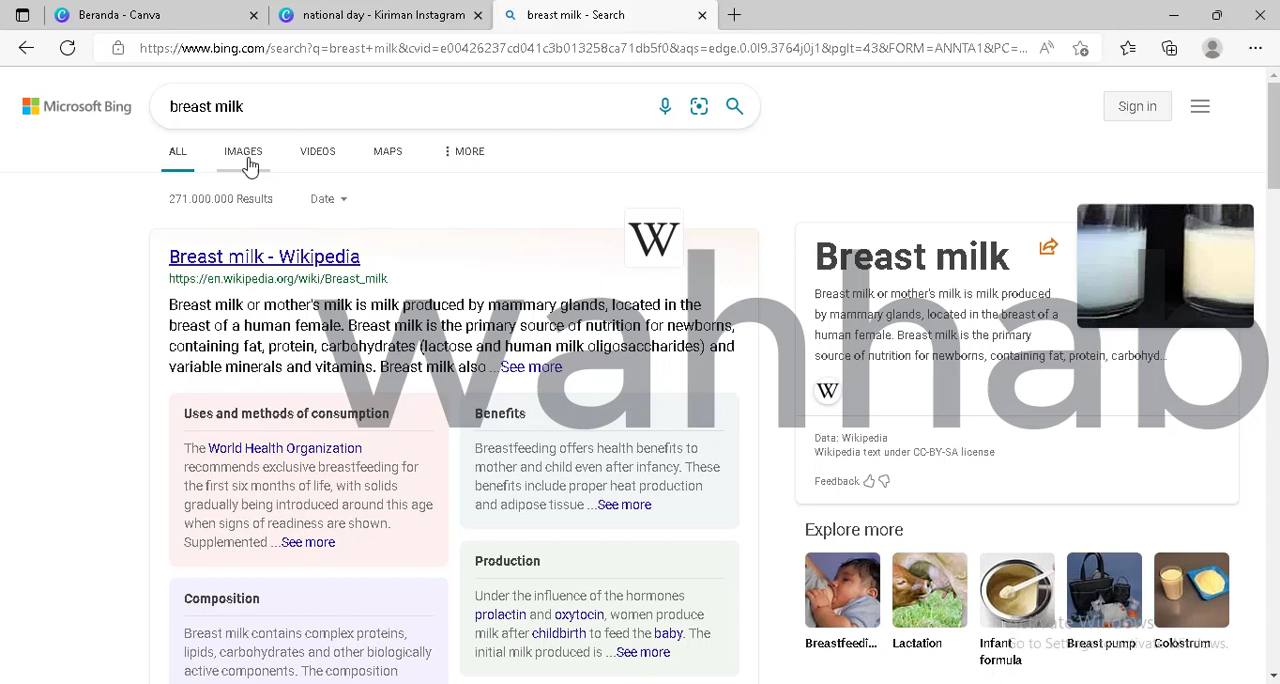 Beranda - Canva
national day - Kiriman Instagram
breast milk - Search
https://www.bing.com/search?q=breast+milk&cvid=e00426237d041c3b013258ca71db5f0&aqs=edge.0.0l9.3764j0j1&pglt=43&FORM=ANNTA1&PC=...
Microsoft Bing
breast milk
Sign in
ALL
IMAGES
VIDEOS
MAPS
MORE
271.000.000 Results
Date
Breast milk - Wikipedia
https://en.wikipedia.org/wiki/Breast_milk
W
Breast milk or mother's milk is milk produced by mammary glands, located in the
breast of a human female. Breast milk is the primary source of nutrition for newborns,
containing fat, protein, carbohydrates (lactose and human milk oligosaccharides) and
variable minerals and vitamins. Breast milk also ...See more
Uses and methods of consumption
The World Health Organization
recommends exclusive breastfeeding for
the first six months of life, with solids
gradually being introduced around this age
when signs of readiness are shown.
Supplemented ...See more
Composition
Breast milk contains complex proteins,
lipids, carbohydrates and other biologically
active components. The composition
Benefits
Breastfeeding offers health benefits to
mother and child even after infancy. These
benefits include proper heat production
and adipose tissue ...See more
Production
Under the influence of the hormones
prolactin and oxytocin, women produce
milk after childbirth to feed the baby. The
initial milk produced is ...See more
Breast milk
Breast milk or mother's milk is milk produced
by mammary glands, located in the breast of a
human female. Breast milk is the primary
source of nutrition for newborns, containing fat, protein, carbohyd...
W
Data: Wikipedia
Wikipedia text under CC-BY-SA license
Feedback
Explore more
Breastfeedi...
Lactation
Infant
formula
Breast pump
Colostrum
Activate Windows
Go to Settings to activate Windows.
wahhab